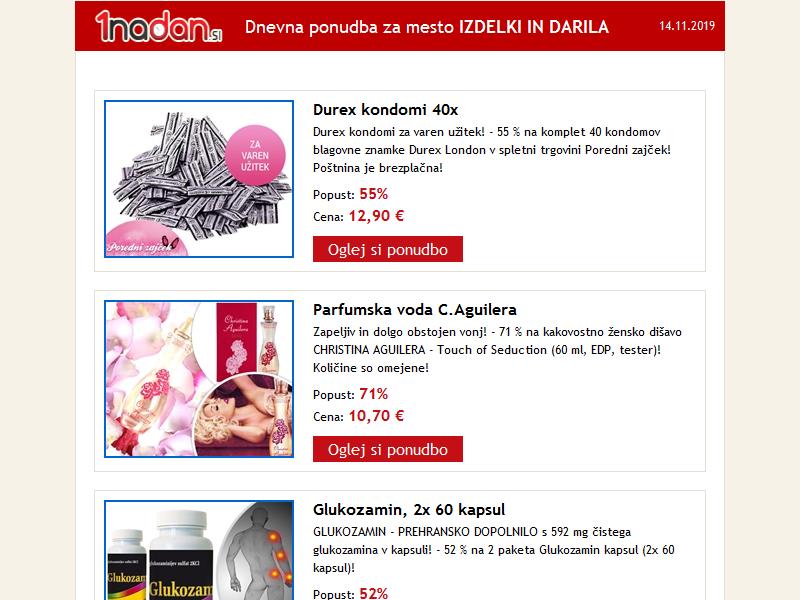 1nadan.si
Dnevna ponudba za mesto IZDELKI IN DARILA
14.11.2019
Durex kondomi 40x
Durex kondomi za varen užitek! - 55 % na komplet 40 kondomov
blagovne znamke Durex London v spletni trgovini Poredni zajček!
Poštnina je brezplačna!
Popust: 55%
Cena: 12,90 €
Oglej si ponudbo
ZA
VAREN
UŽITEK
Poredni zajček
Parfumska voda C.Aguilera
Zapeljiv in dolgo obstojen vonj! - 71 % na kakovostno žensko dišavo
CHRISTINA AGUILERA - Touch of Seduction (60 ml, EDP, tester)!
Količine so omejene!
Popust: 71%
Cena: 10,70 €
Oglej si ponudbo
Christina
Aguilera
Glukozamin, 2x 60 kapsul
GLUKOZAMIN - PREHRANSKO DOPOLNILO s 592 mg čistega
glukozamina v kapsuli! - 52 % na 2 paketa Glukozamin kapsul (2x 60
kapsul)!
Popust: 52%
glukozaminijev sulfat 2KCl
Glukozam
Glukozam